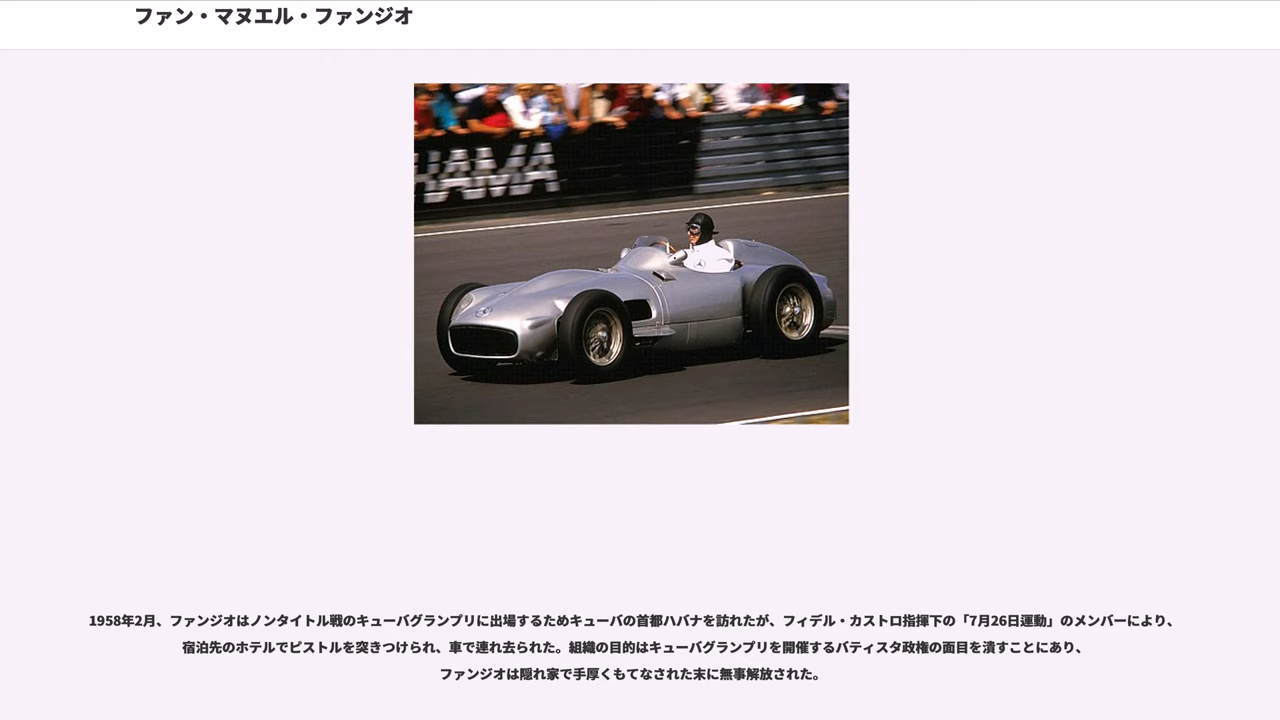 ファン・マヌエル・ファンジオ
HAMA
1958年2月、ファンジオはノンタイトル戦のキューバグランプリに出場するためキューバの首都ハバナを訪れたが、フィデル・カストロ指揮下の「7月26日運動」のメンバーにより、
宿泊先のホテルでピストルを突きつけられ、車で連れ去られた。組織の目的はキューバグランプリを開催するバティスタ政権の面目を潰すことにあり、
ファンジオは隠れ家で手厚くもてなされた末に無事解放された。